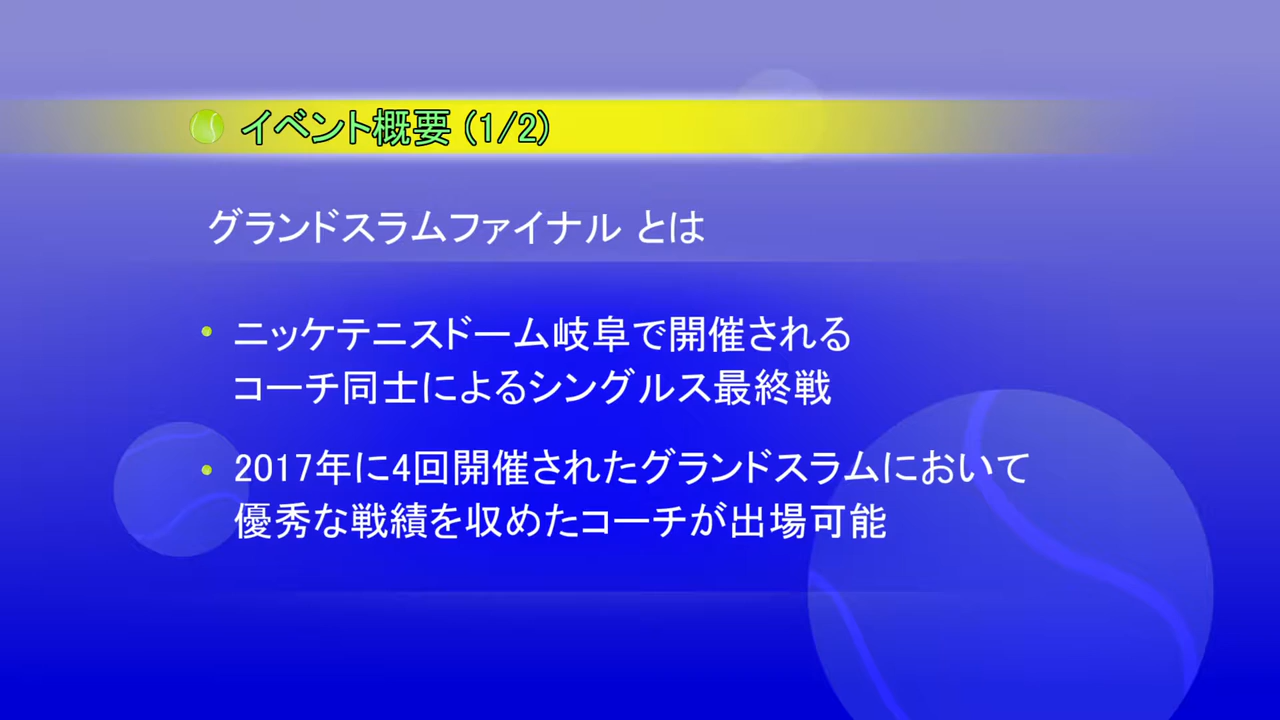 イベント概要 (1/2)
グランドスラムファイナル とは
• ニッケテニスドーム岐阜で開催される
コーチ同士によるシングルス最終戦
• 2017年に4回開催されたグランドスラムにおいて
優秀な戦績を収めたコーチが出場可能